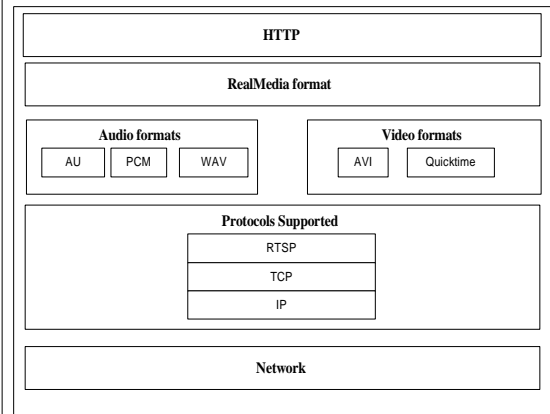 HTTP
RealMedia format
Audio formats
AU PCM WAV
Video formats
AVI Quicktime
Protocols Supported
RTSP
TCP
IP
Network